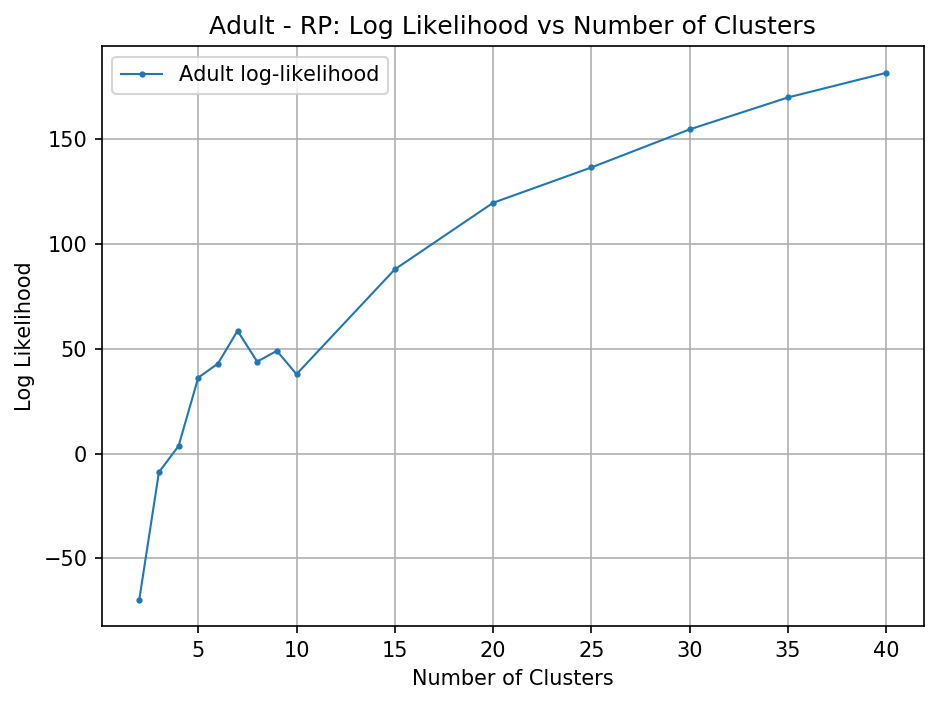 Adult - RP: Log Likelihood vs Number of Clusters
Adult log-likelihood
Log Likelihood
150
100
50
0
−50
5 10 15 20 25 30 35 40
Number of Clusters